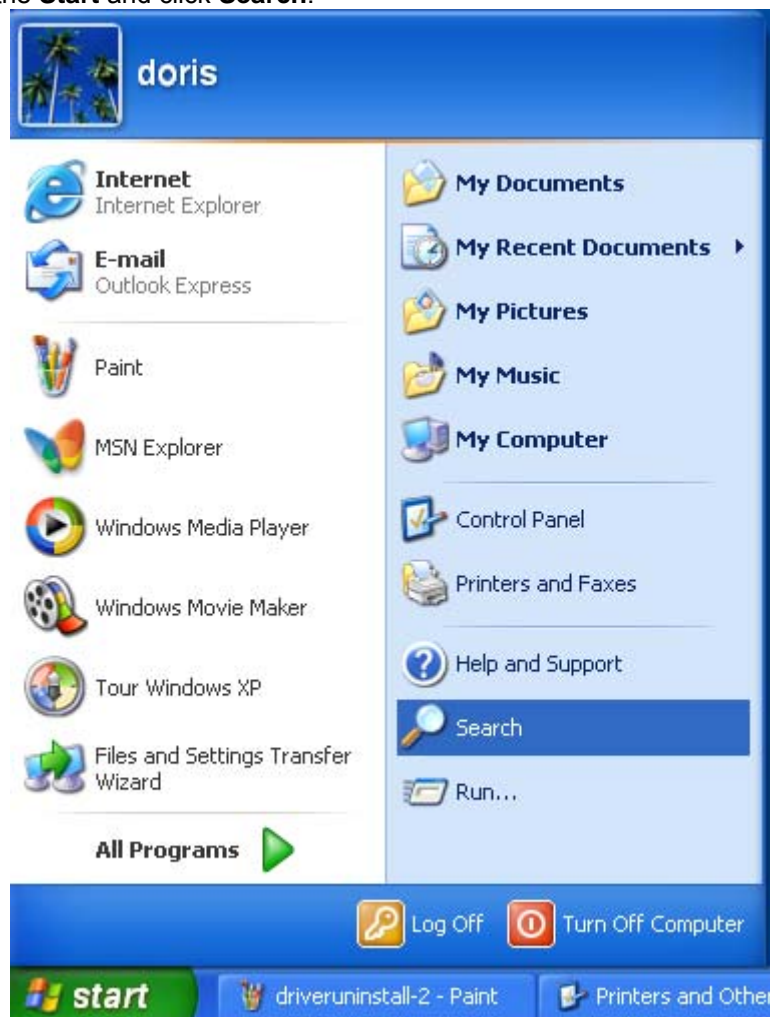 Start and click Search.
doris
Internet
Internet Explorer
E-mail
Outlook Express
Paint
MSN Explorer
Windows Media Player
Windows Movie Maker
Tour Windows XP
Files and Settings Transfer
Wizard
All Programs
My Documents
My Recent Documents
My Pictures
My Music
My Computer
Control Panel
Printers and Faxes
Help and Support
Search
Run...
Log Off
Turn Off Computer
start
driveruninstall-2 - Paint
Printers and Other